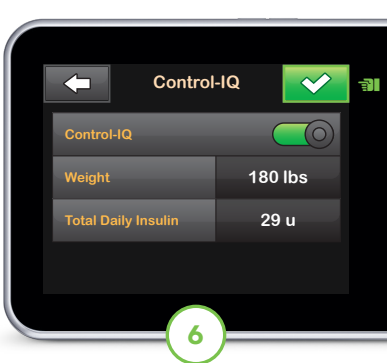 Control-IQ
Control-IQ
Weight 180 lbs
Total Daily Insulin 29 u
6